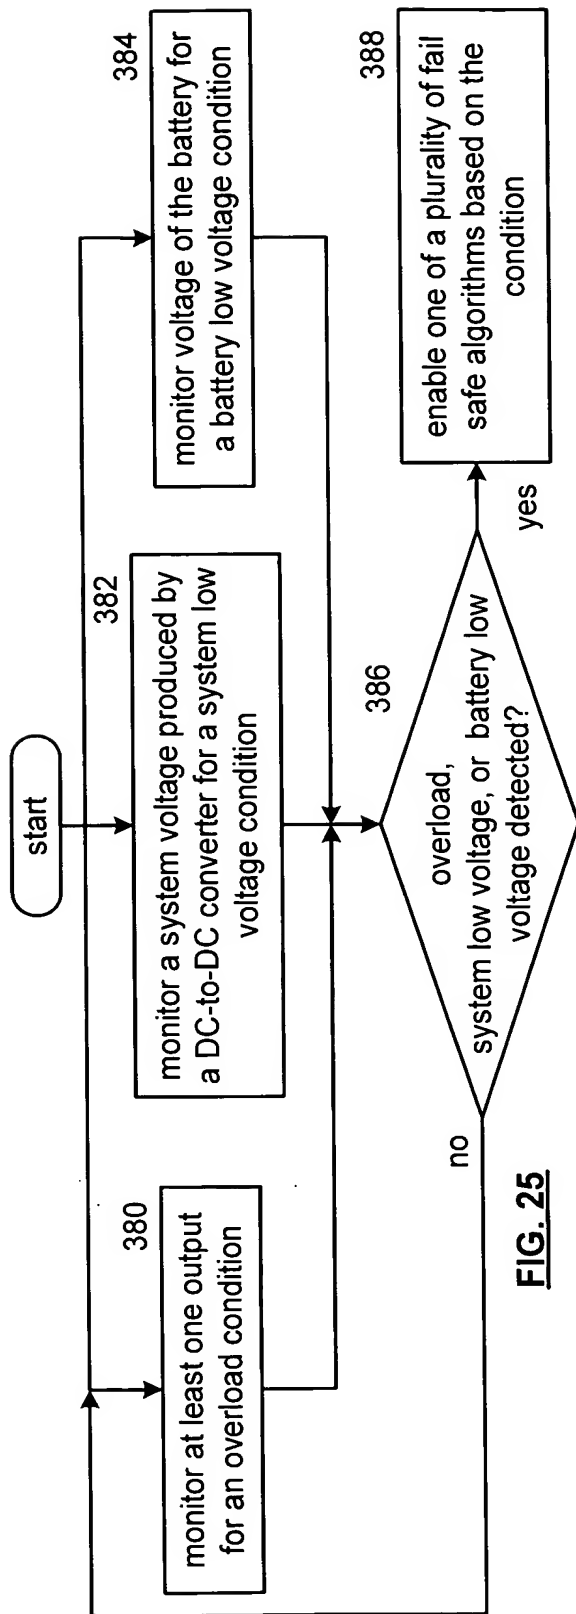 start
380
monitor at least one output
for an overload condition
382
monitor a system voltage produced by
a DC-to-DC converter for a system low
voltage condition
384
monitor voltage of the battery for
a battery low voltage condition
386
overload,
system low voltage, or battery low
voltage detected?
no
yes
388
enable one of a plurality of fail
safe algorithms based on the
condition
FIG. 25